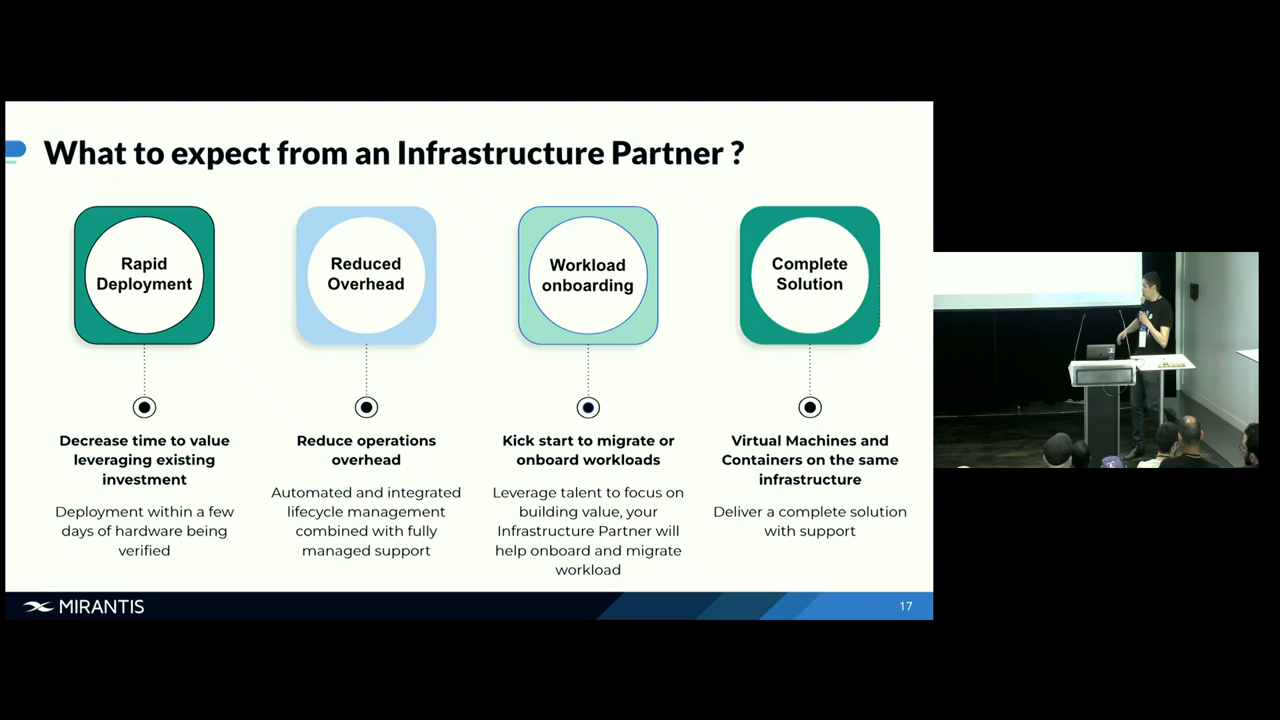 What to expect from an Infrastructure Partner ?
Rapid
Deployment
Reduced
Overhead
Workload
onboarding
Complete
Solution
Decrease time to value
leveraging existing
investment
Deployment within a few
days of hardware being
verified
Reduce operations
overhead
Automated and integrated
lifecycle management
combined with fully
managed support
Kick start to migrate or
onboard workloads
Leverage talent to focus on
building value, your
Infrastructure Partner will
help onboard and migrate
workload
Virtual Machines and
Containers on the same
infrastructure
Deliver a complete solution
with support
MIRANTIS
17